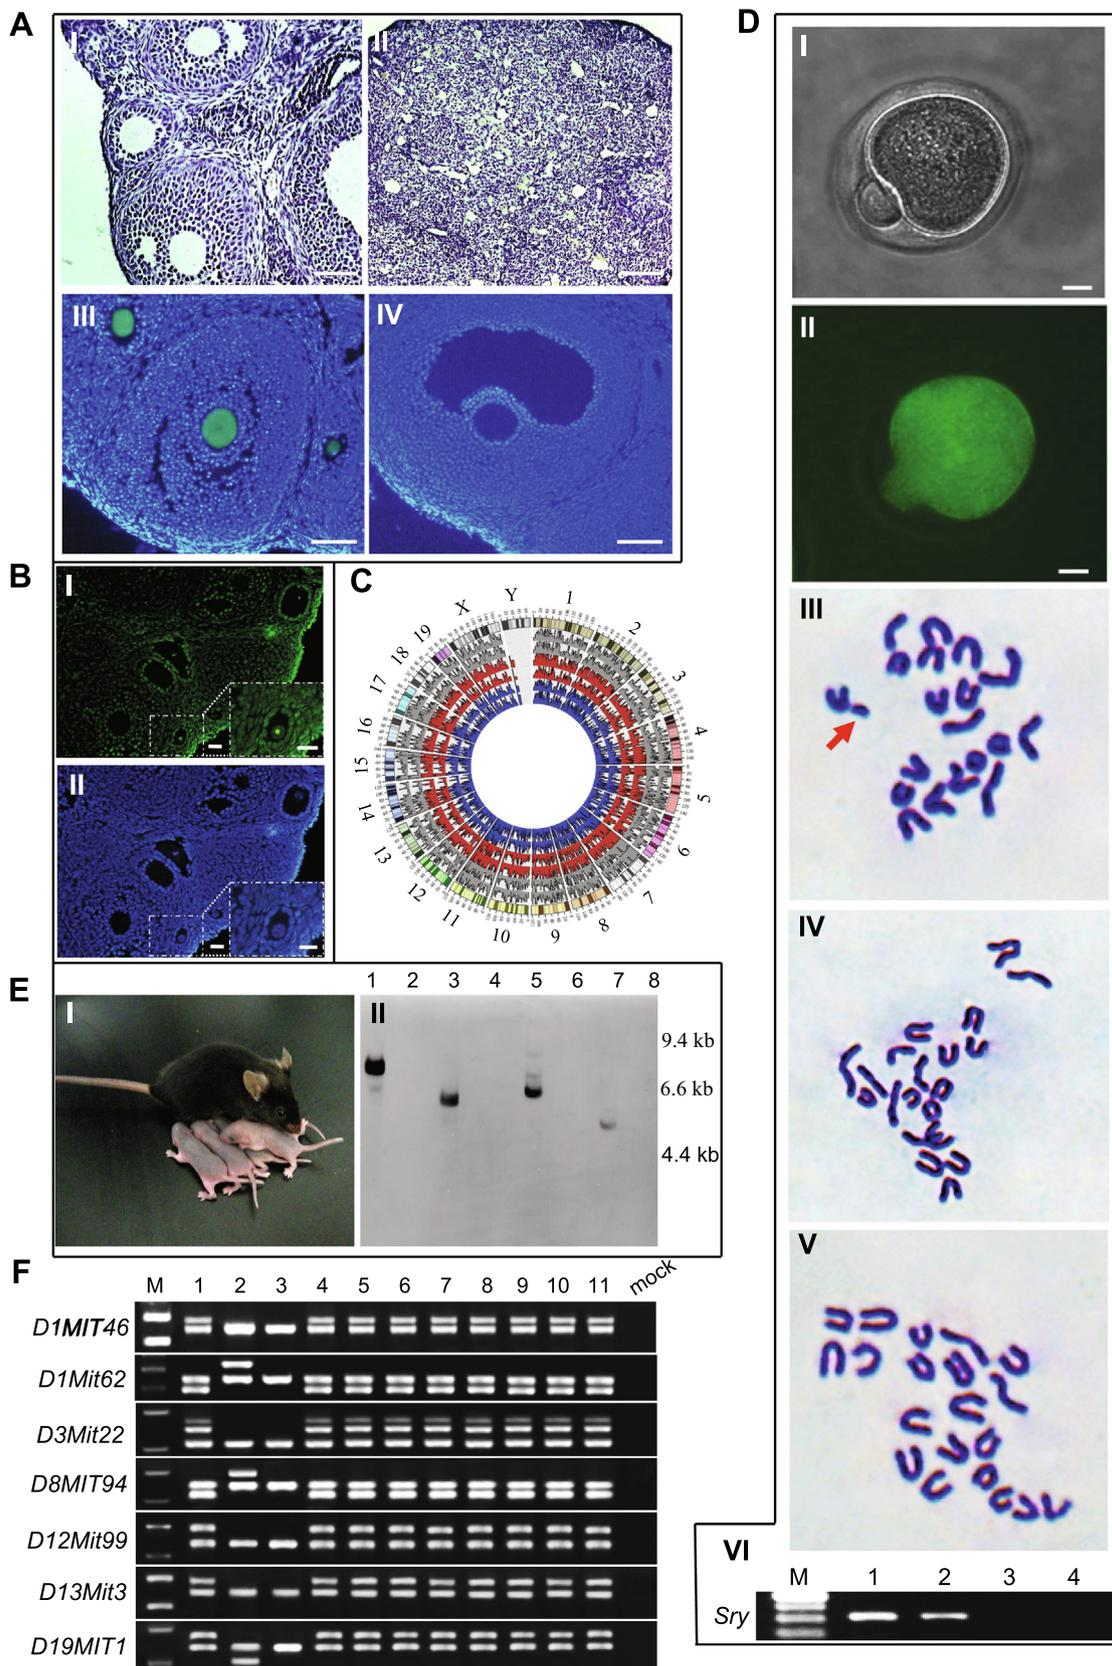 A
I
II
III
IV
B
I
II
C
X
Y
1
2
3
4
5
6
7
8
9
10
11
12
13
14
15
16
17
18
19
D
I
II
III
IV
V
VI
M 1 2 3 4
Sry
E
I
II
1 2 3 4 5 6 7 8
9.4 kb
6.6 kb
4.4 kb
F
M 1 2 3 4 5 6 7 8 9 10 11 mock
D1MIT46
D1Mit62
D3Mit22
D8MIT94
D12Mit99
D13Mit3
D19MIT1